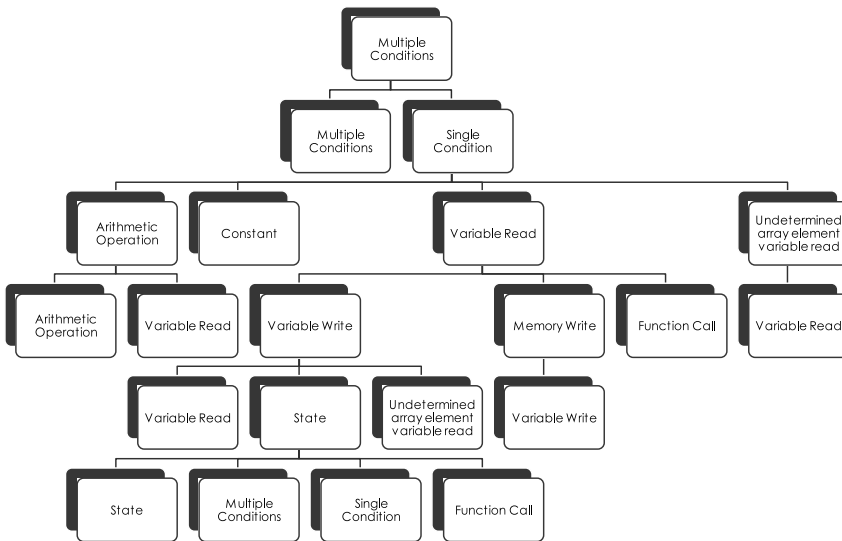 Multiple
Conditions
Multiple
Conditions
Single
Condition
Arithmetic
Operation
Constant
Variable Read
Undetermined
array element
variable read
Arithmetic
Operation
Variable Read
Variable Write
Memory Write
Function Call
Variable Read
Variable Read
State
Undetermined
array element
variable read
Variable Write
State
Multiple
Conditions
Single
Condition
Function Call